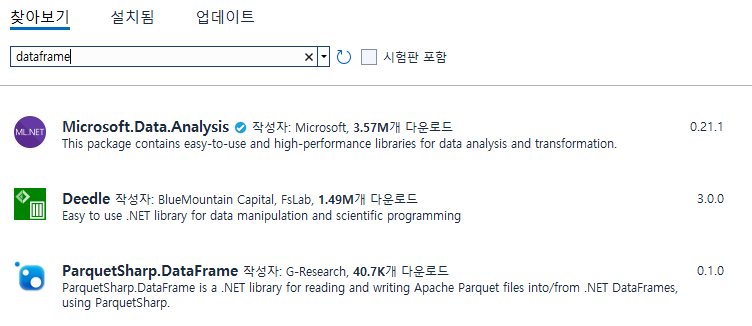 찾아보기 설치됨 업데이트
dataframe 시험판 포함
ML.NET Microsoft.Data.Analysis 작성자: Microsoft, 3.57M개 다운로드 0.21.1
This package contains easy-to-use and high-performance libraries for data analysis and transformation.
Deedle 작성자: BlueMountain Capital, FsLab, 1.49M개 다운로드 3.0.0
Easy to use .NET library for data manipulation and scientific programming
ParquetSharp.DataFrame 작성자: G-Research, 40.7K개 다운로드 0.1.0
ParquetSharp.DataFrame is a .NET library for reading and writing Apache Parquet files into/from .NET DataFrames,
using ParquetSharp.